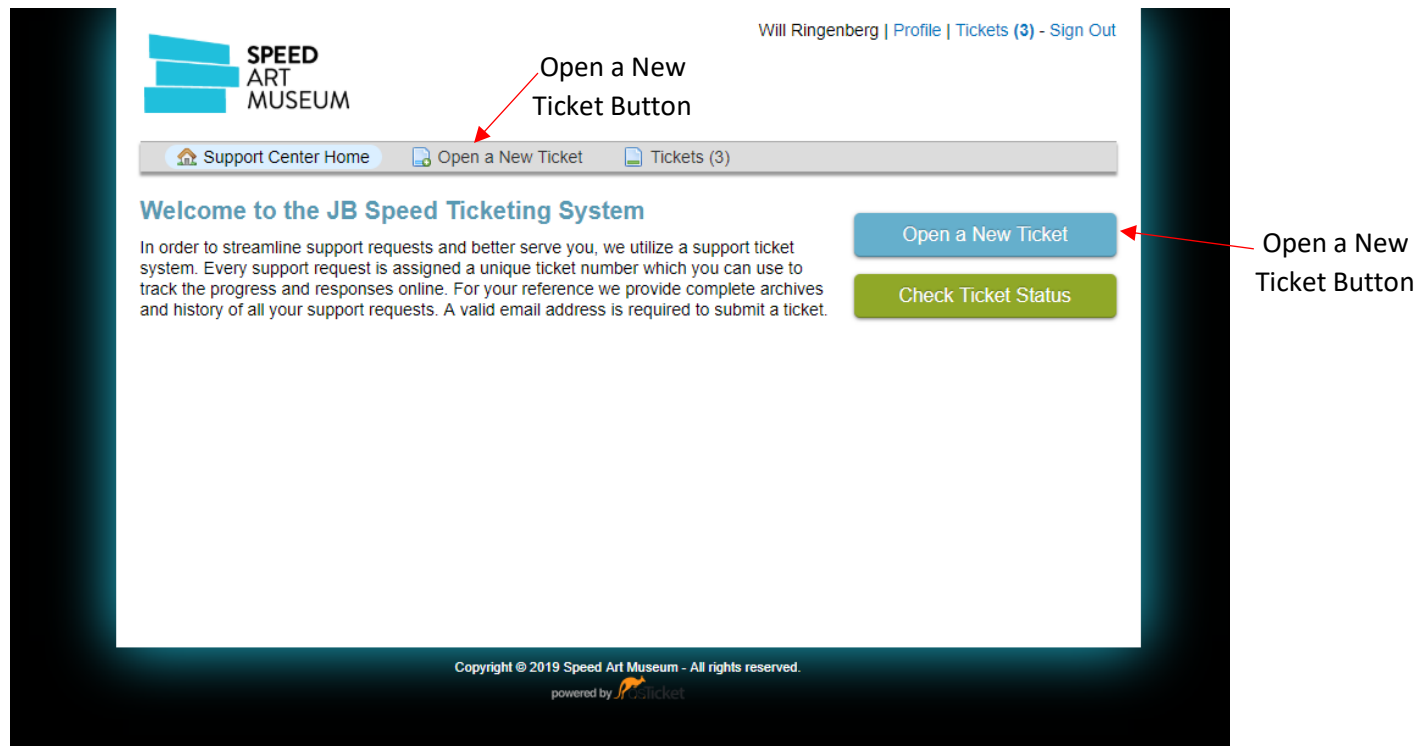 Will Ringenberg | Profile | Tickets (3) - Sign Out
SPEED
ART
MUSEUM
Open a New
Ticket Button
Support Center Home
Open a New Ticket
Tickets (3)
Welcome to the JB Speed Ticketing System
In order to streamline support requests and better serve you, we utilize a support ticket
system. Every support request is assigned a unique ticket number which you can use to
track the progress and responses online. For your reference we provide complete archives
and history of all your support requests. A valid email address is required to submit a ticket.
Open a New Ticket
Check Ticket Status
Open a New
Ticket Button
Copyright © 2019 Speed Art Museum - All rights reserved.
powered by osTicket